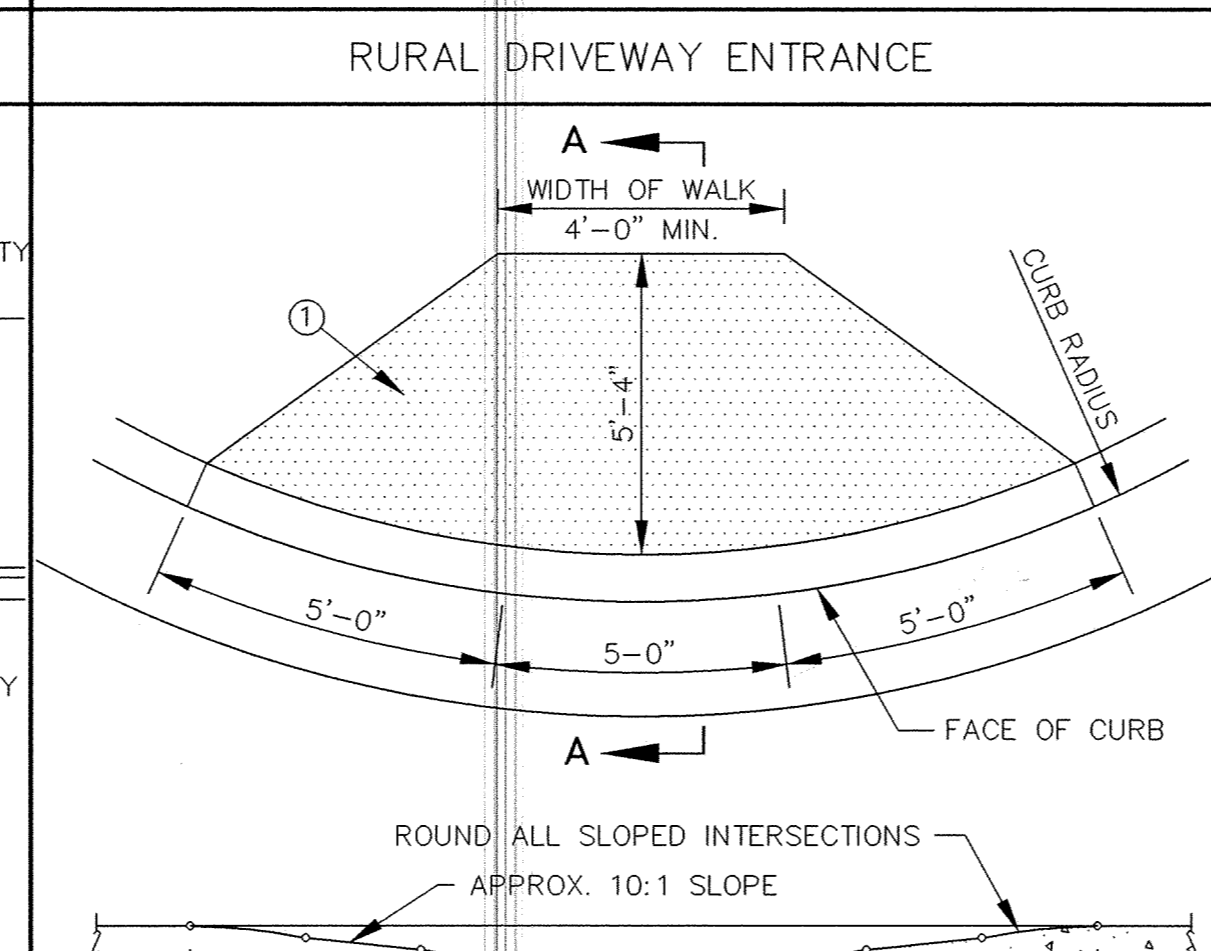 RURAL DRIVEWAY ENTRANCE
A
WIDTH OF WALK
4'-0" MIN.
TY
1
CURB RADIUS
5'-4"
5'-0"
5-0"
5'-0"
Y
FACE OF CURB
A
ROUND ALL SLOPED INTERSECTIONS
APPROX. 10:1 SLOPE